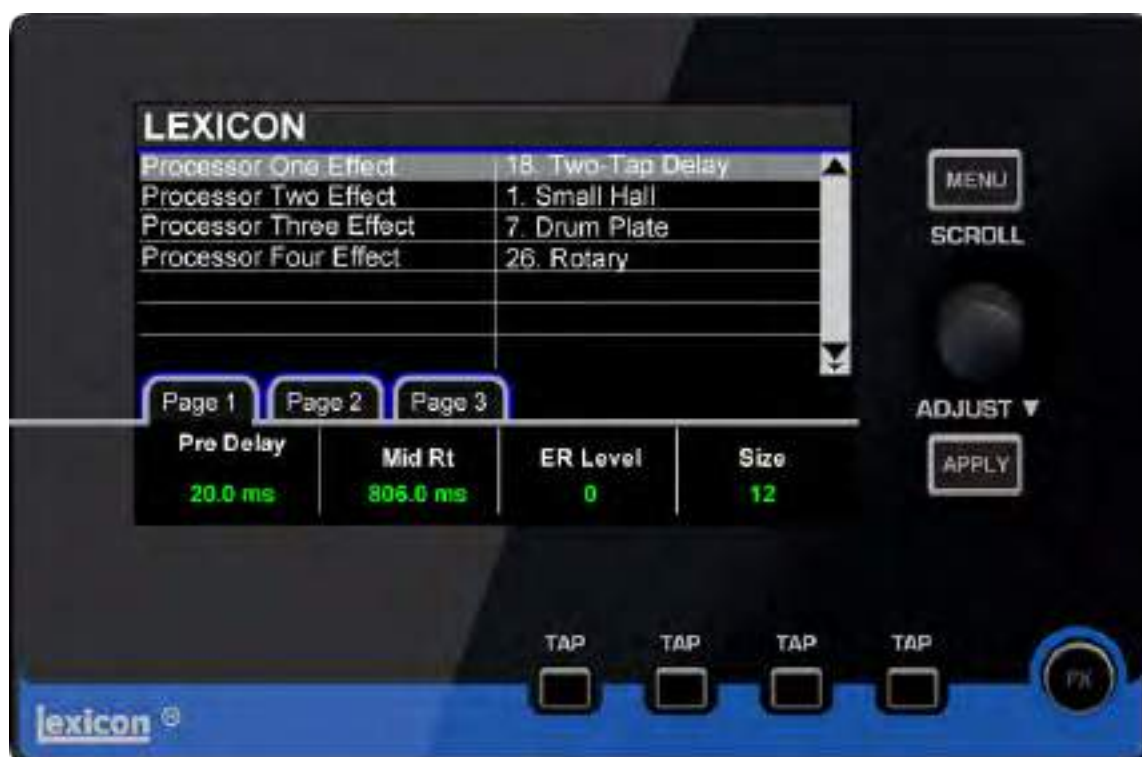 LEXICON
Processor One Effect 18. Two-Tap Delay
Processor Two Effect 1. Small Hall
Processor Three Effect 7. Drum Plate
Processor Four Effect 26. Rotary
Page 1 Page 2 Page 3
Pre Delay Mid Rt ER Level Size
20.0 ms 806.0 ms 0 12
MENU
SCROLL
ADJUST ▼
APPLY
TAP TAP TAP TAP
FX
lexicon ®